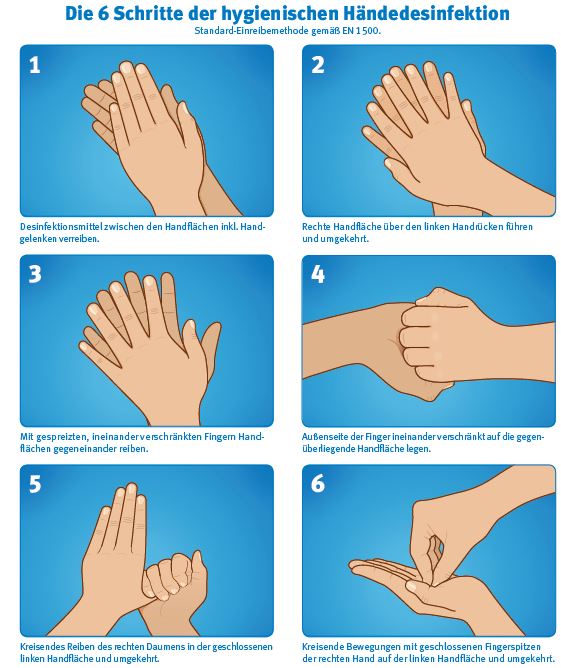 Die 6 Schritte der hygienischen Händedesinfektion
Standard-Einreibemethode gemäß EN 1500.
1
2
Desinfektionsmittel zwischen den Handflächen inkl. Hand-
gelenken verreiben.
Rechte Handfläche über den linken Handrücken führen
und umgekehrt.
3
4
Mit gespreizten, ineinander verschränkten Fingern Hand-
flächen gegeneinander reiben.
Außenseite der Finger ineinander verschränkt auf die gegen-
überliegende Handfläche legen.
5
6
Kreisendes Reiben des rechten Daumens in der geschlossenen
linken Handfläche und umgekehrt.
Kreisende Bewegungen mit geschlossenen Fingerspitzen
der rechten Hand auf der linken Handfläche und umgekehrt.